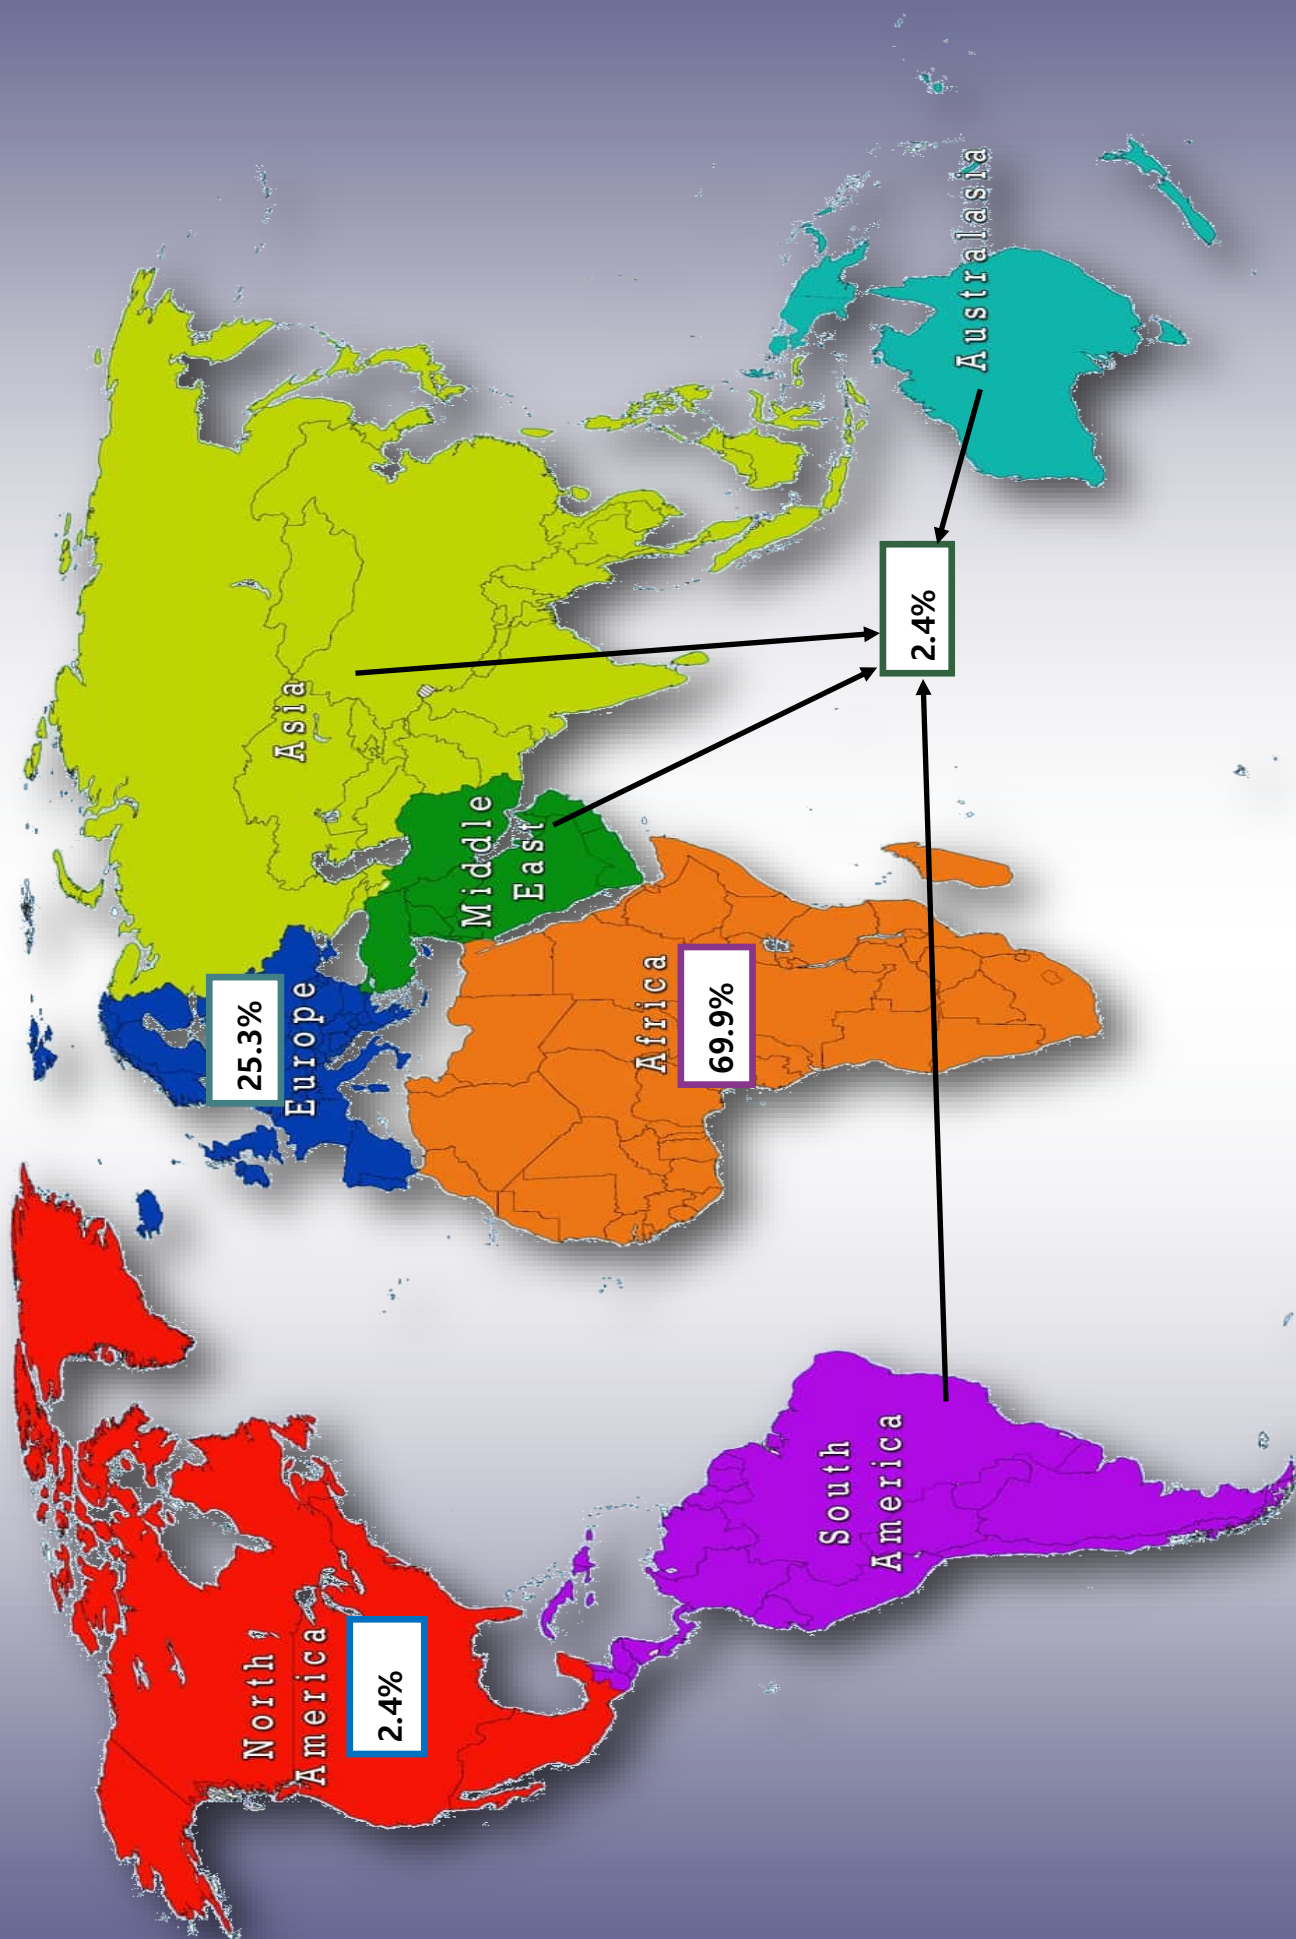 North
America
2.4%
25.3%
Europe
Asia
Middle
East
Africa
69.9%
2.4%
South
America
Australasia